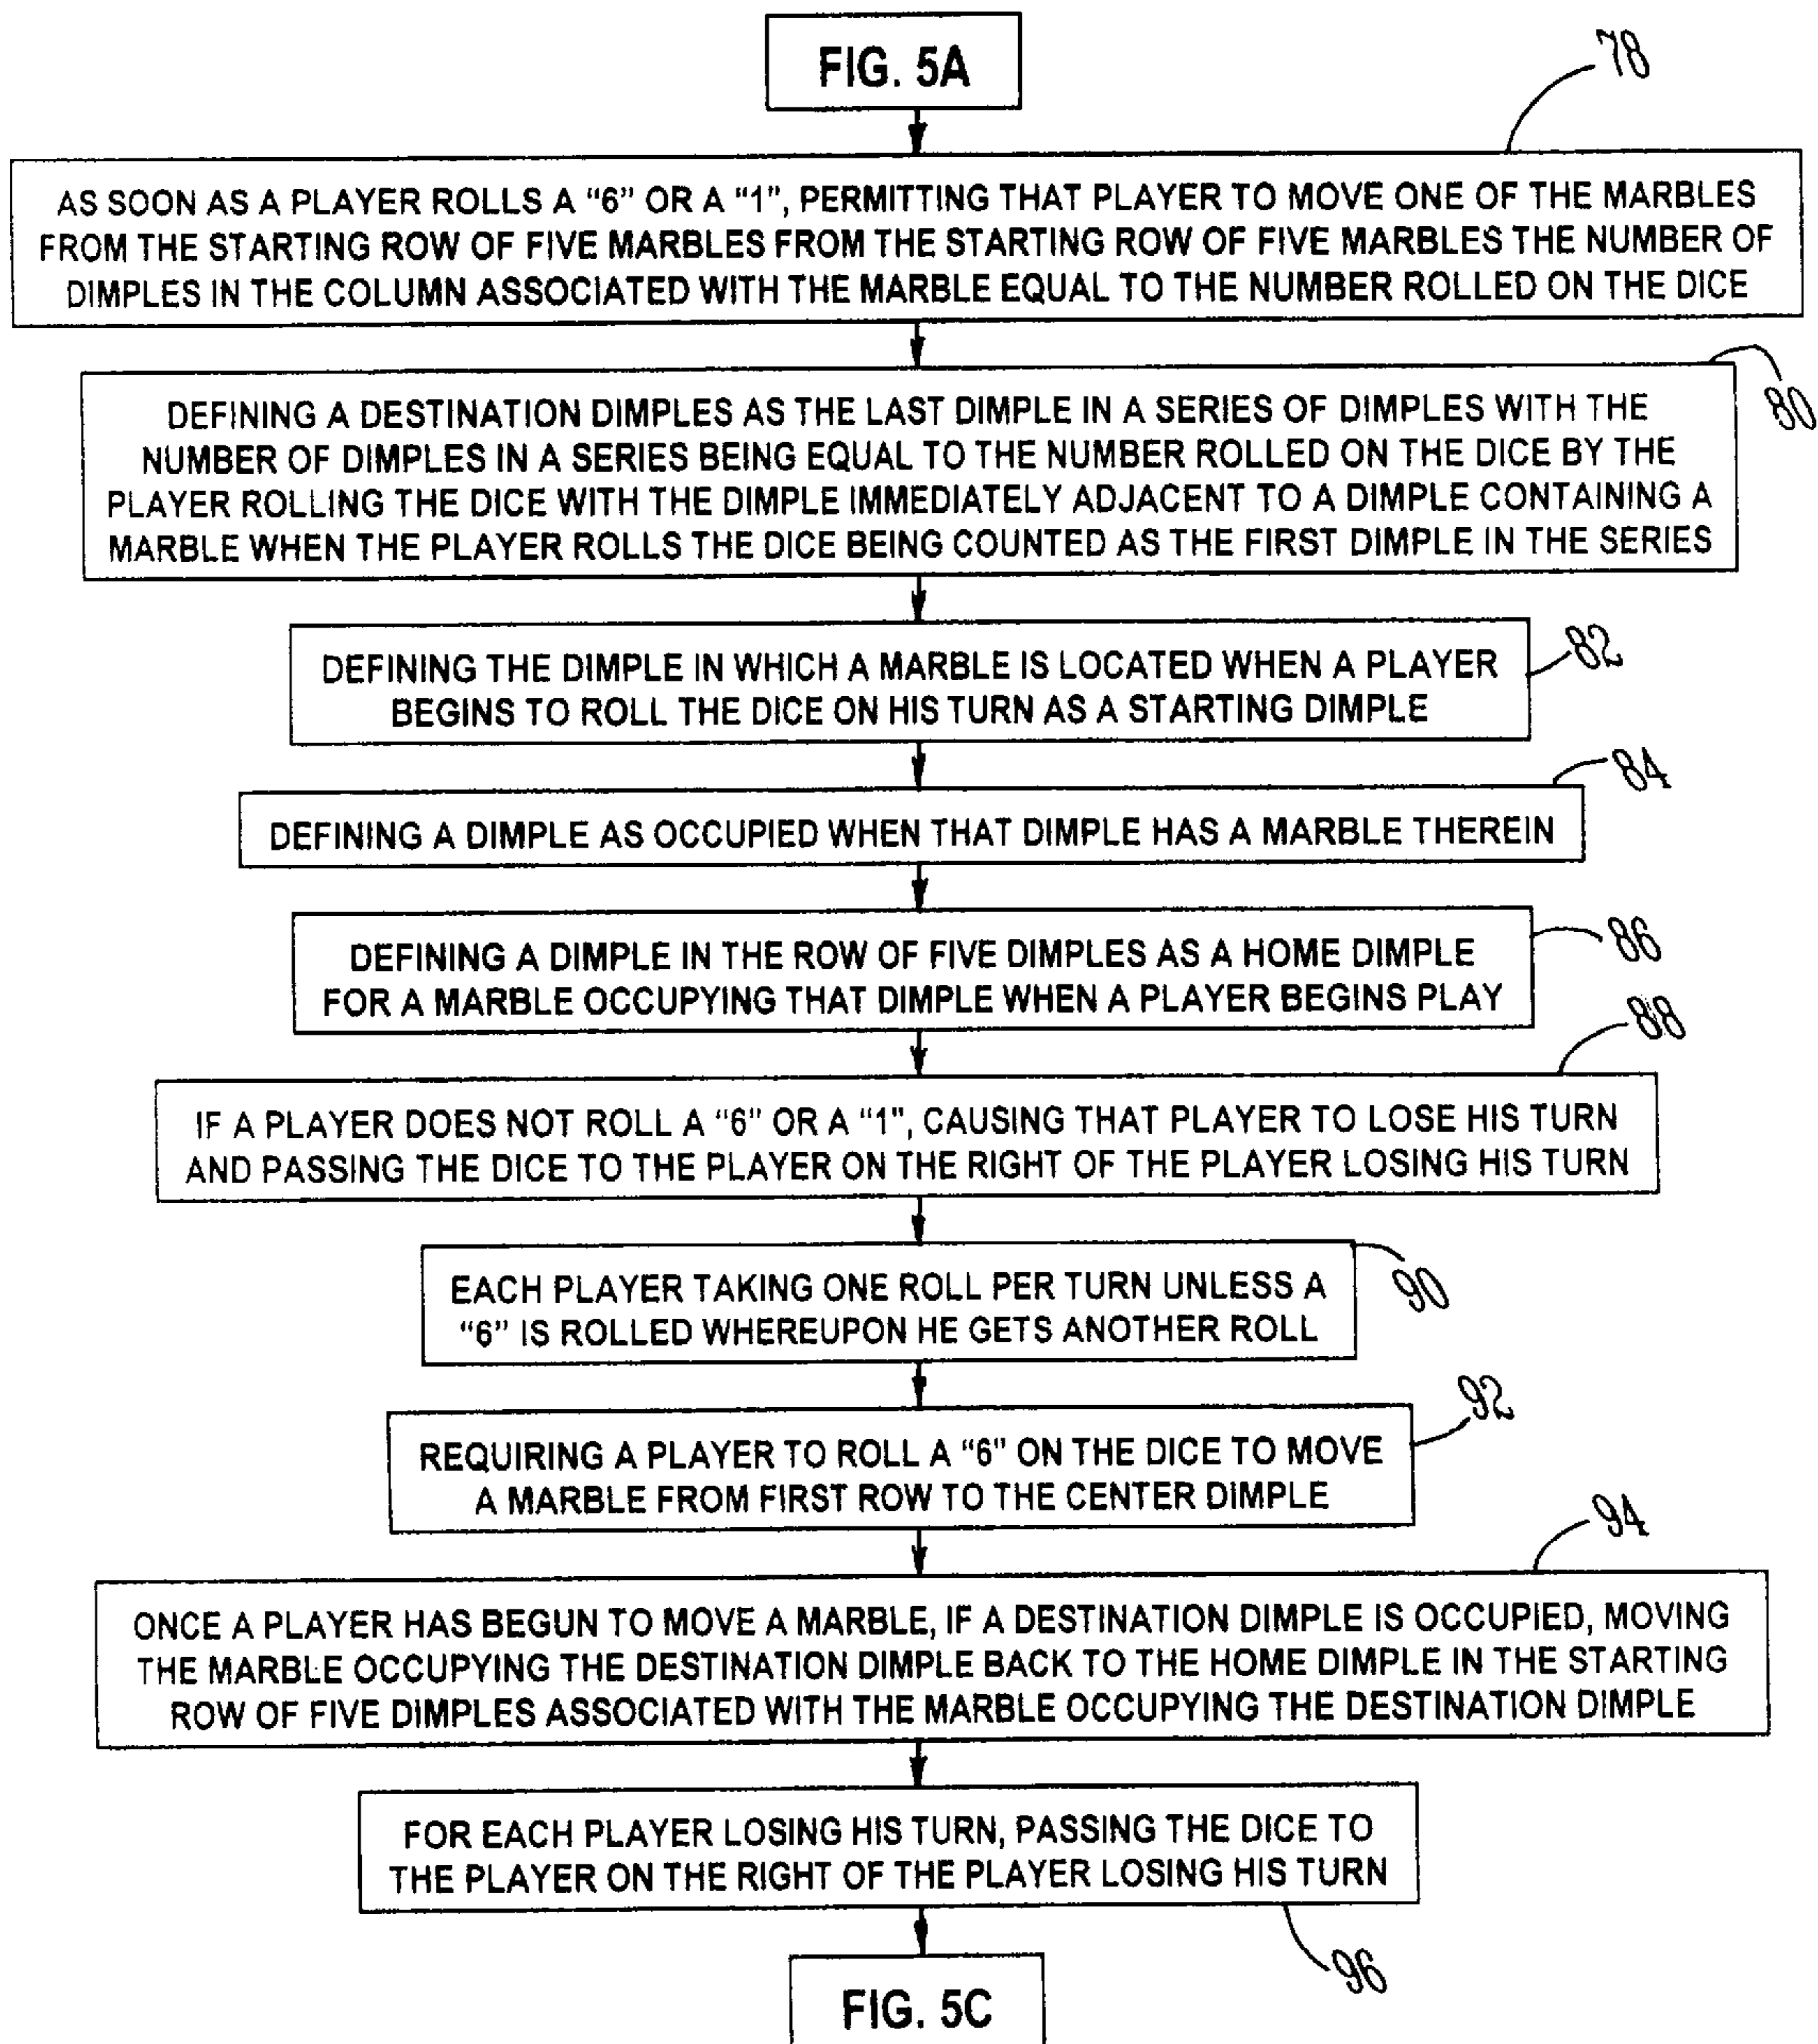 FIG. 5A
78
AS SOON AS A PLAYER ROLLS A “6” OR A “1”, PERMITTING THAT PLAYER TO MOVE ONE OF THE MARBLES
FROM THE STARTING ROW OF FIVE MARBLES FROM THE STARTING ROW OF FIVE MARBLES THE NUMBER OF
DIMPLES IN THE COLUMN ASSOCIATED WITH THE MARBLE EQUAL TO THE NUMBER ROLLED ON THE DICE
80
DEFINING A DESTINATION DIMPLES AS THE LAST DIMPLE IN A SERIES OF DIMPLES WITH THE
NUMBER OF DIMPLES IN A SERIES BEING EQUAL TO THE NUMBER ROLLED ON THE DICE BY THE
PLAYER ROLLING THE DICE WITH THE DIMPLE IMMEDIATELY ADJACENT TO A DIMPLE CONTAINING A
MARBLE WHEN THE PLAYER ROLLS THE DICE BEING COUNTED AS THE FIRST DIMPLE IN THE SERIES
82
DEFINING THE DIMPLE IN WHICH A MARBLE IS LOCATED WHEN A PLAYER
BEGINS TO ROLL THE DICE ON HIS TURN AS A STARTING DIMPLE
84
DEFINING A DIMPLE AS OCCUPIED WHEN THAT DIMPLE HAS A MARBLE THEREIN
86
DEFINING A DIMPLE IN THE ROW OF FIVE DIMPLES AS A HOME DIMPLE
FOR A MARBLE OCCUPYING THAT DIMPLE WHEN A PLAYER BEGINS PLAY
88
IF A PLAYER DOES NOT ROLL A “6” OR A “1”, CAUSING THAT PLAYER TO LOSE HIS TURN
AND PASSING THE DICE TO THE PLAYER ON THE RIGHT OF THE PLAYER LOSING HIS TURN
90
EACH PLAYER TAKING ONE ROLL PER TURN UNLESS A
“6” IS ROLLED WHEREUPON HE GETS ANOTHER ROLL
92
REQUIRING A PLAYER TO ROLL A “6” ON THE DICE TO MOVE
A MARBLE FROM FIRST ROW TO THE CENTER DIMPLE
94
ONCE A PLAYER HAS BEGUN TO MOVE A MARBLE, IF A DESTINATION DIMPLE IS OCCUPIED, MOVING
THE MARBLE OCCUPYING THE DESTINATION DIMPLE BACK TO THE HOME DIMPLE IN THE STARTING
ROW OF FIVE DIMPLES ASSOCIATED WITH THE MARBLE OCCUPYING THE DESTINATION DIMPLE
FOR EACH PLAYER LOSING HIS TURN, PASSING THE DICE TO
THE PLAYER ON THE RIGHT OF THE PLAYER LOSING HIS TURN
96
FIG. 5C